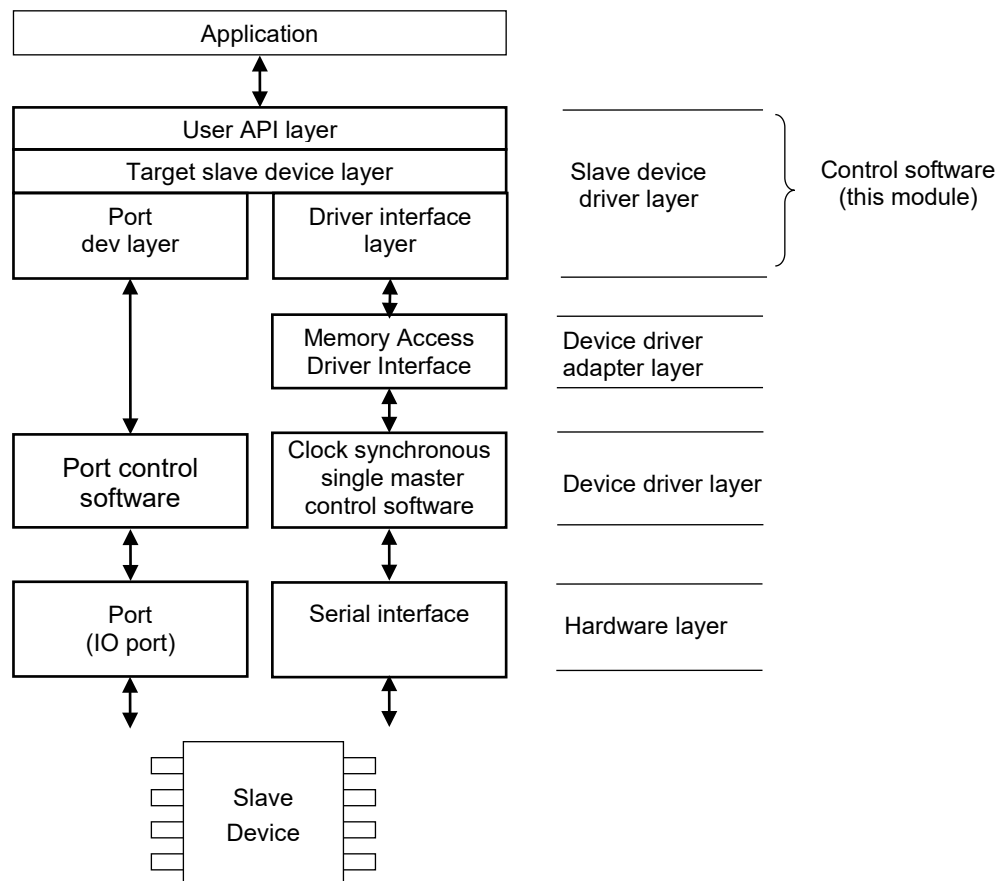 Application
User API layer
Target slave device layer
Port
dev layer
Driver interface
layer
Slave device
driver layer
Control software
(this module)
Memory Access
Driver Interface
Device driver
adapter layer
Port control
software
Clock synchronous
single master
control software
Device driver layer
Port
(IO port)
Serial interface
Hardware layer
Slave
Device